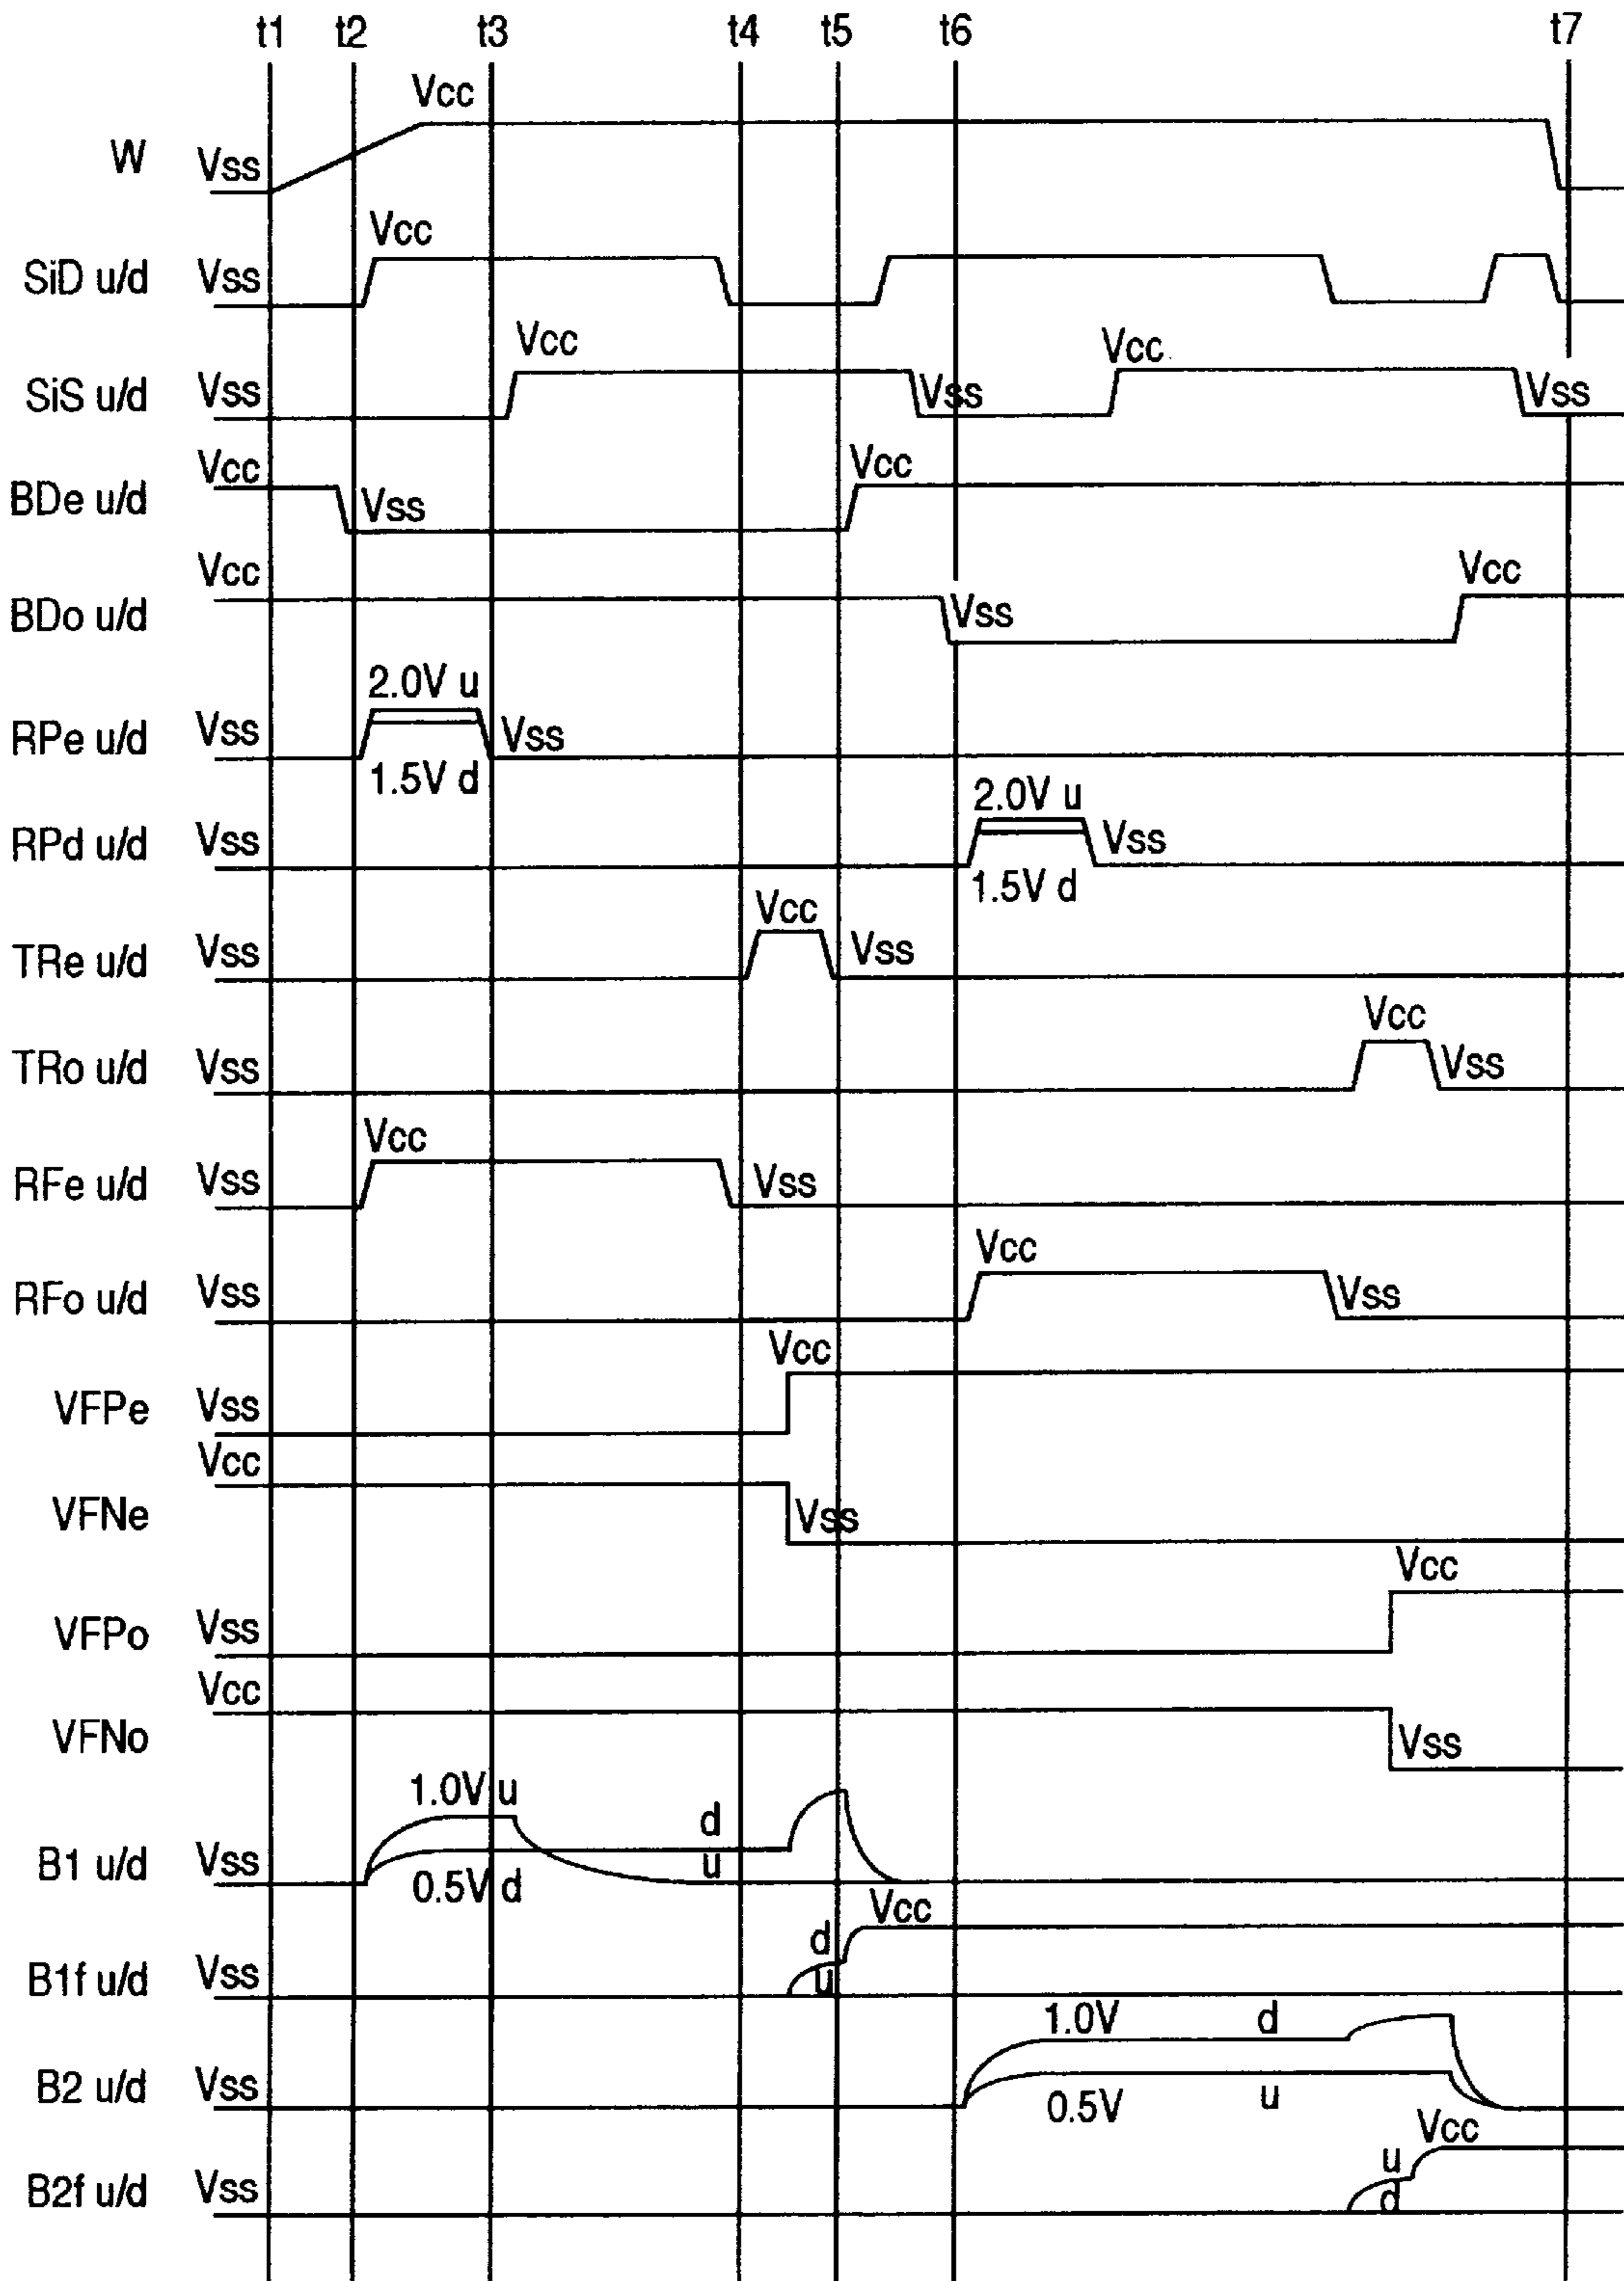 t1 t2 t3 t4 t5 t6 t7
Vcc
W Vss
Vcc
SiD u/d Vss
Vcc Vcc
SiS u/d Vss Vss Vss
Vcc Vcc
BDe u/d Vss
Vcc Vcc
BDo u/d Vss
2.0V u
RPe u/d Vss Vss
1.5V d
2.0V u
RPd u/d Vss Vss
1.5V d
Vcc
TRe u/d Vss Vss
Vcc
TRo u/d Vss Vss
Vcc
RFe u/d Vss Vss
Vcc
RFo u/d Vss Vss
Vcc
VFPe Vss
Vcc
VFNe Vss
Vcc
VFPo Vss
Vcc
VFNo Vss
1.0V u d
B1 u/d Vss u
0.5V d
Vcc
d
B1f u/d Vss u
1.0V d
B2 u/d Vss
0.5V u
Vcc
u
B2f u/d Vss d